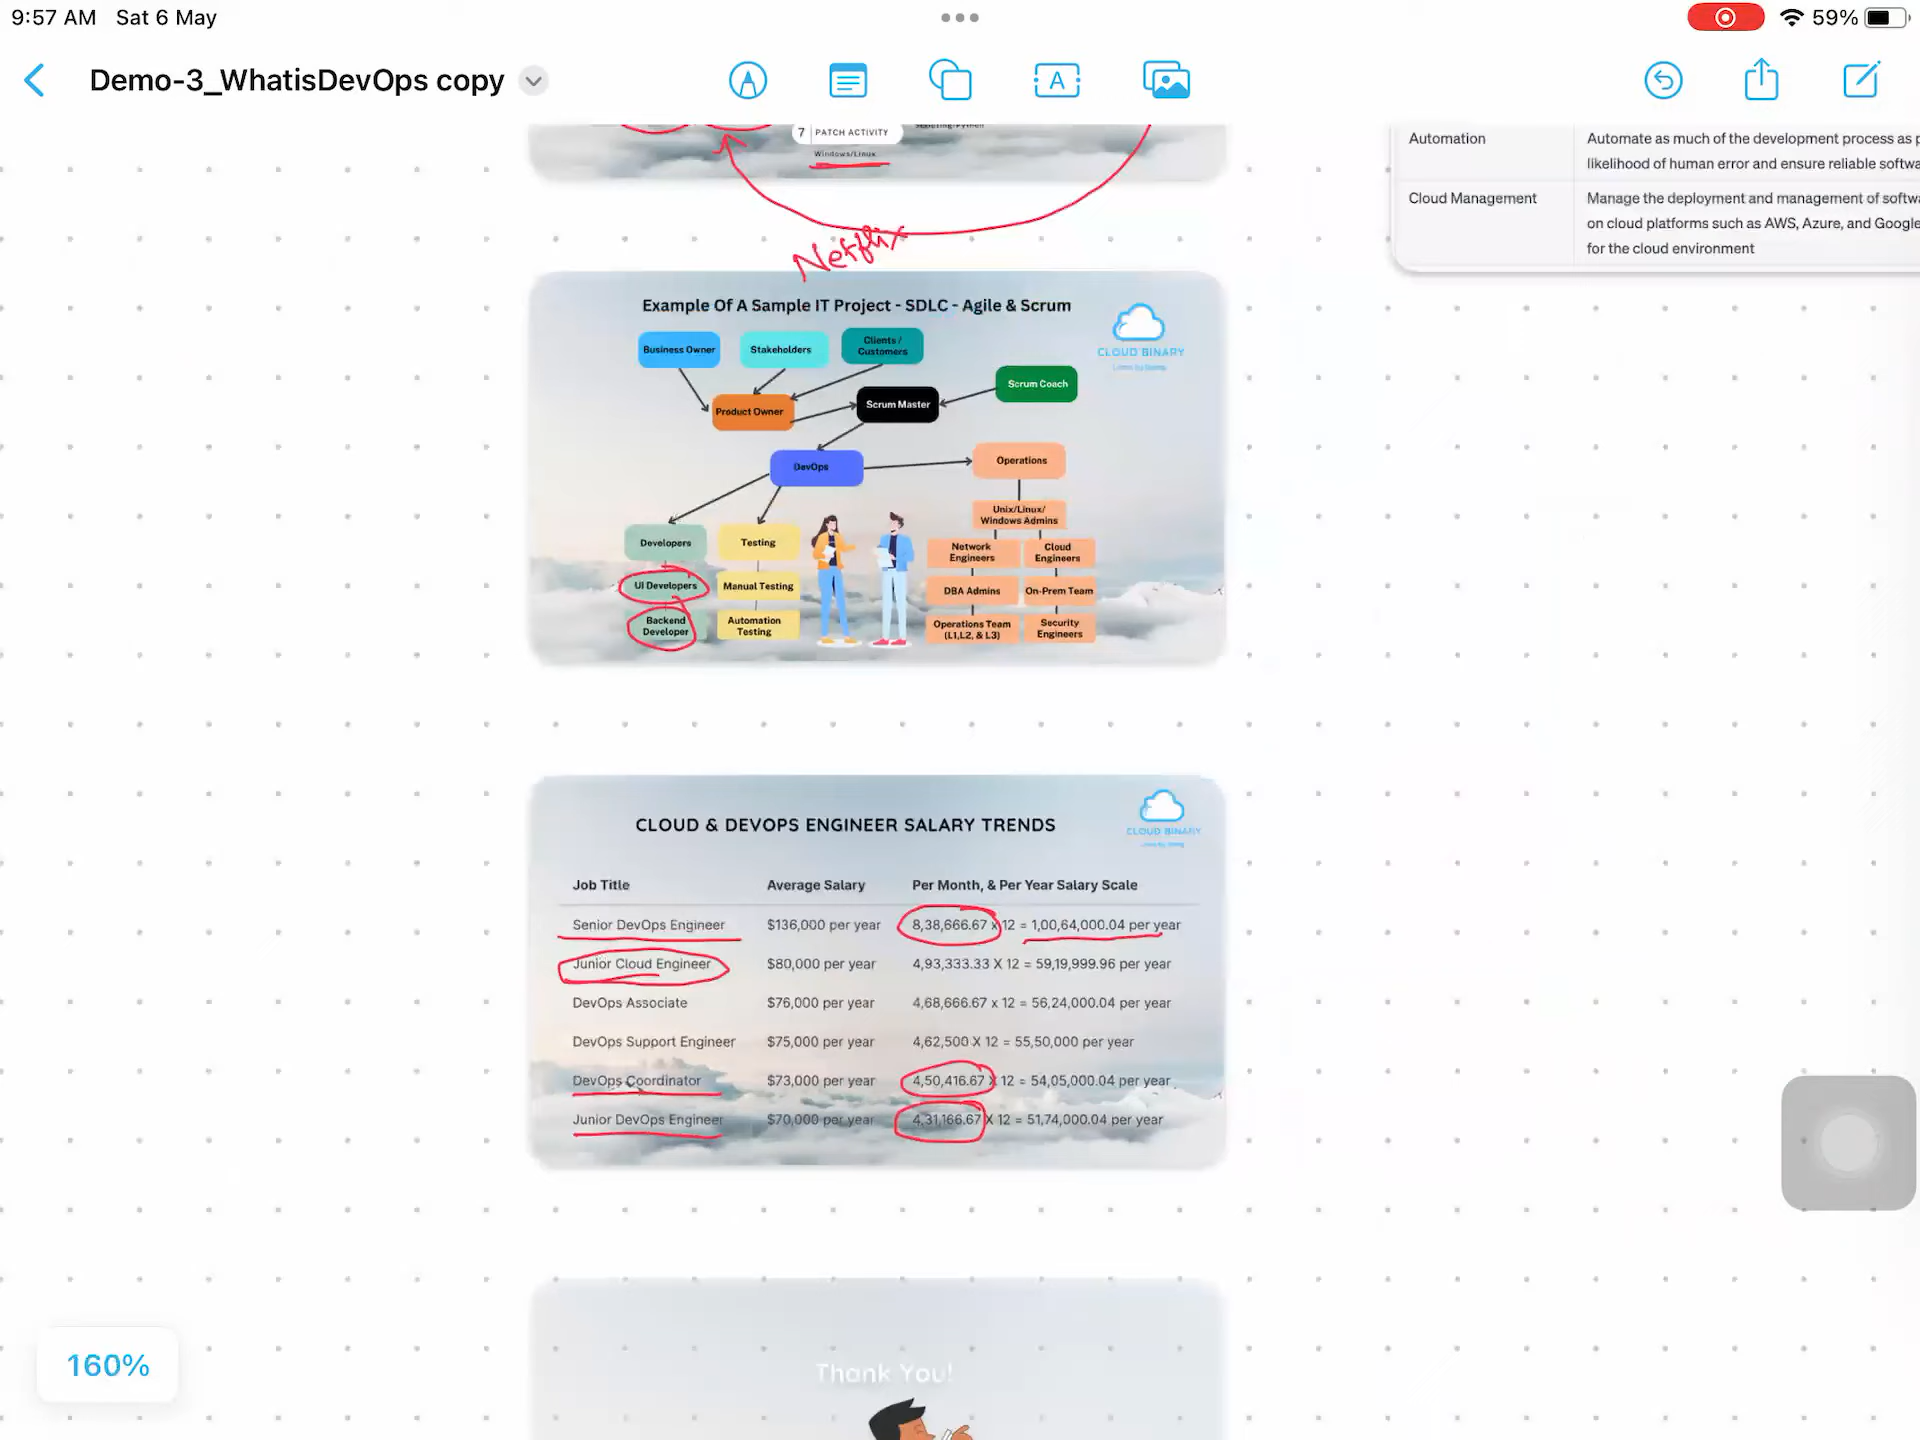 9:57 AM Sat 6 May
59%
Demo-3_WhatisDevOps copy
A
7 PATCH ACTIVITY
Windows/Linux
Automation
Automate as much of the development process as p
likelihood of human error and ensure reliable softwa
Cloud Management
Manage the deployment and management of softwa
on cloud platforms such as AWS, Azure, and Google
for the cloud environment
Netflix
Example Of A Sample IT Project - SDLC - Agile & Scrum
CLOUD BINARY
Business Owner
Stakeholders
Clients /
Customers
Scrum Coach
Product Owner
Scrum Master
DevOps
Operations
Unix/Linux/
Windows Admins
Developers
Testing
Network
Engineers
Cloud
Engineers
UI Developers
Manual Testing
DBA Admins
On-Prem Team
Backend
Developer
Automation
Testing
Operations Team
(L1,L2, & L3)
Security
Engineers
CLOUD & DEVOPS ENGINEER SALARY TRENDS
CLOUD BINARY
Job Title Average Salary Per Month, & Per Year Salary Scale
Senior DevOps Engineer $136,000 per year 8,38,666.67 x 12 = 1,00,64,000.04 per year
Junior Cloud Engineer $80,000 per year 4,93,333.33 X 12 = 59,19,999.96 per year
DevOps Associate $76,000 per year 4,68,666.67 x 12 = 56,24,000.04 per year
DevOps Support Engineer $75,000 per year 4,62,500 X 12 = 55,50,000 per year
DevOps Coordinator $73,000 per year 4,50,416.67 X 12 = 54,05,000.04 per year
Junior DevOps Engineer $70,000 per year 4,31,166.67 X 12 = 51,74,000.04 per year
Thank You!
160%